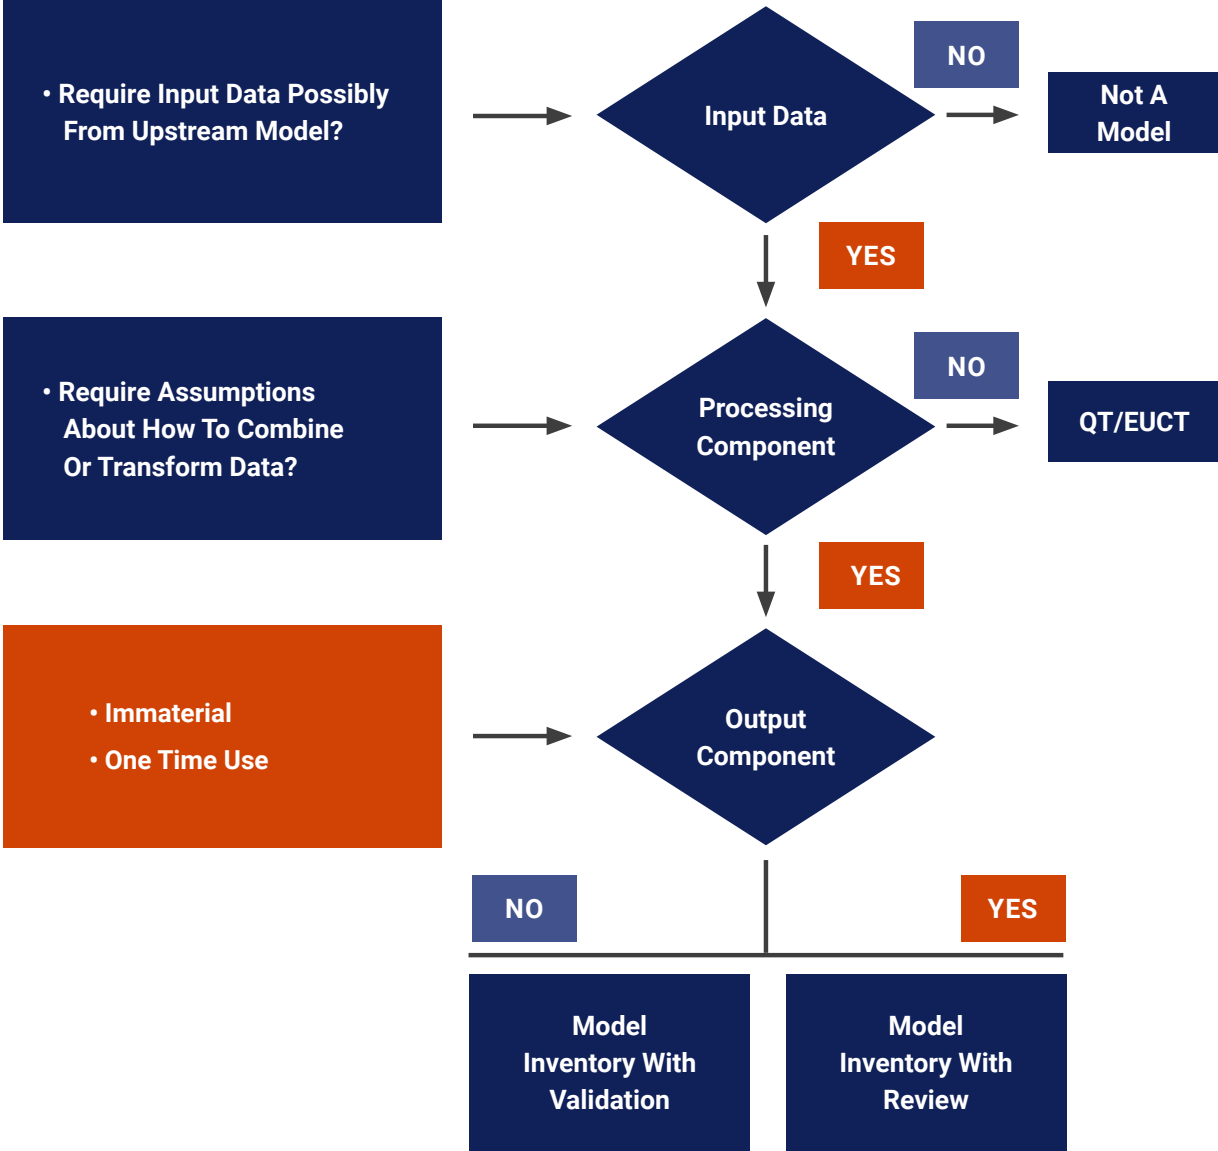 • Require Input Data Possibly
From Upstream Model?
Input Data
NO
Not A
Model
YES
• Require Assumptions
About How To Combine
Or Transform Data?
Processing
Component
NO
QT/EUCT
YES
• Immaterial
• One Time Use
Output
Component
NO
YES
Model
Inventory With
Validation
Model
Inventory With
Review